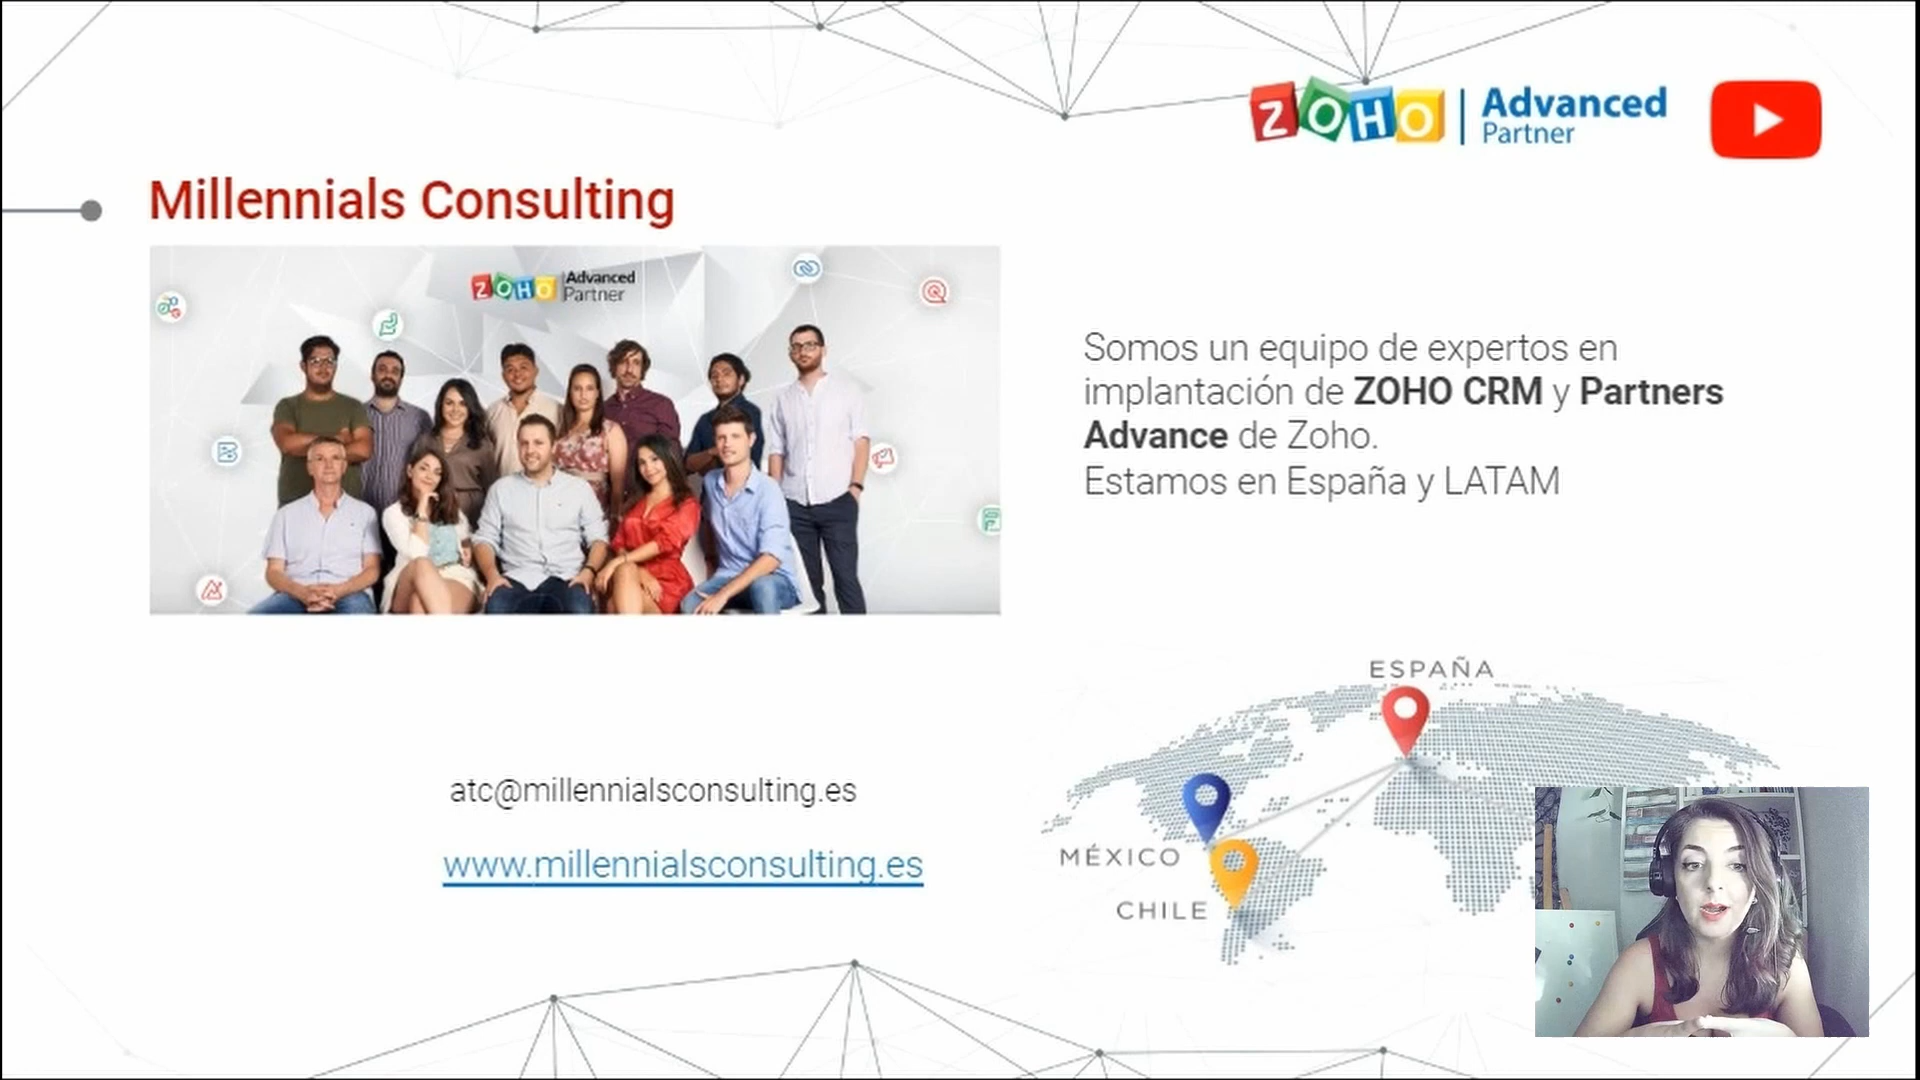 ZOHO | Advanced
Partner
Millennials Consulting
ZOHO Advanced
Partner
Somos un equipo de expertos en
implantación de ZOHO CRM y Partners
Advance de Zoho.
Estamos en España y LATAM
atc@millennialsconsulting.es
www.millennialsconsulting.es
ESPAÑA
MÉXICO
CHILE